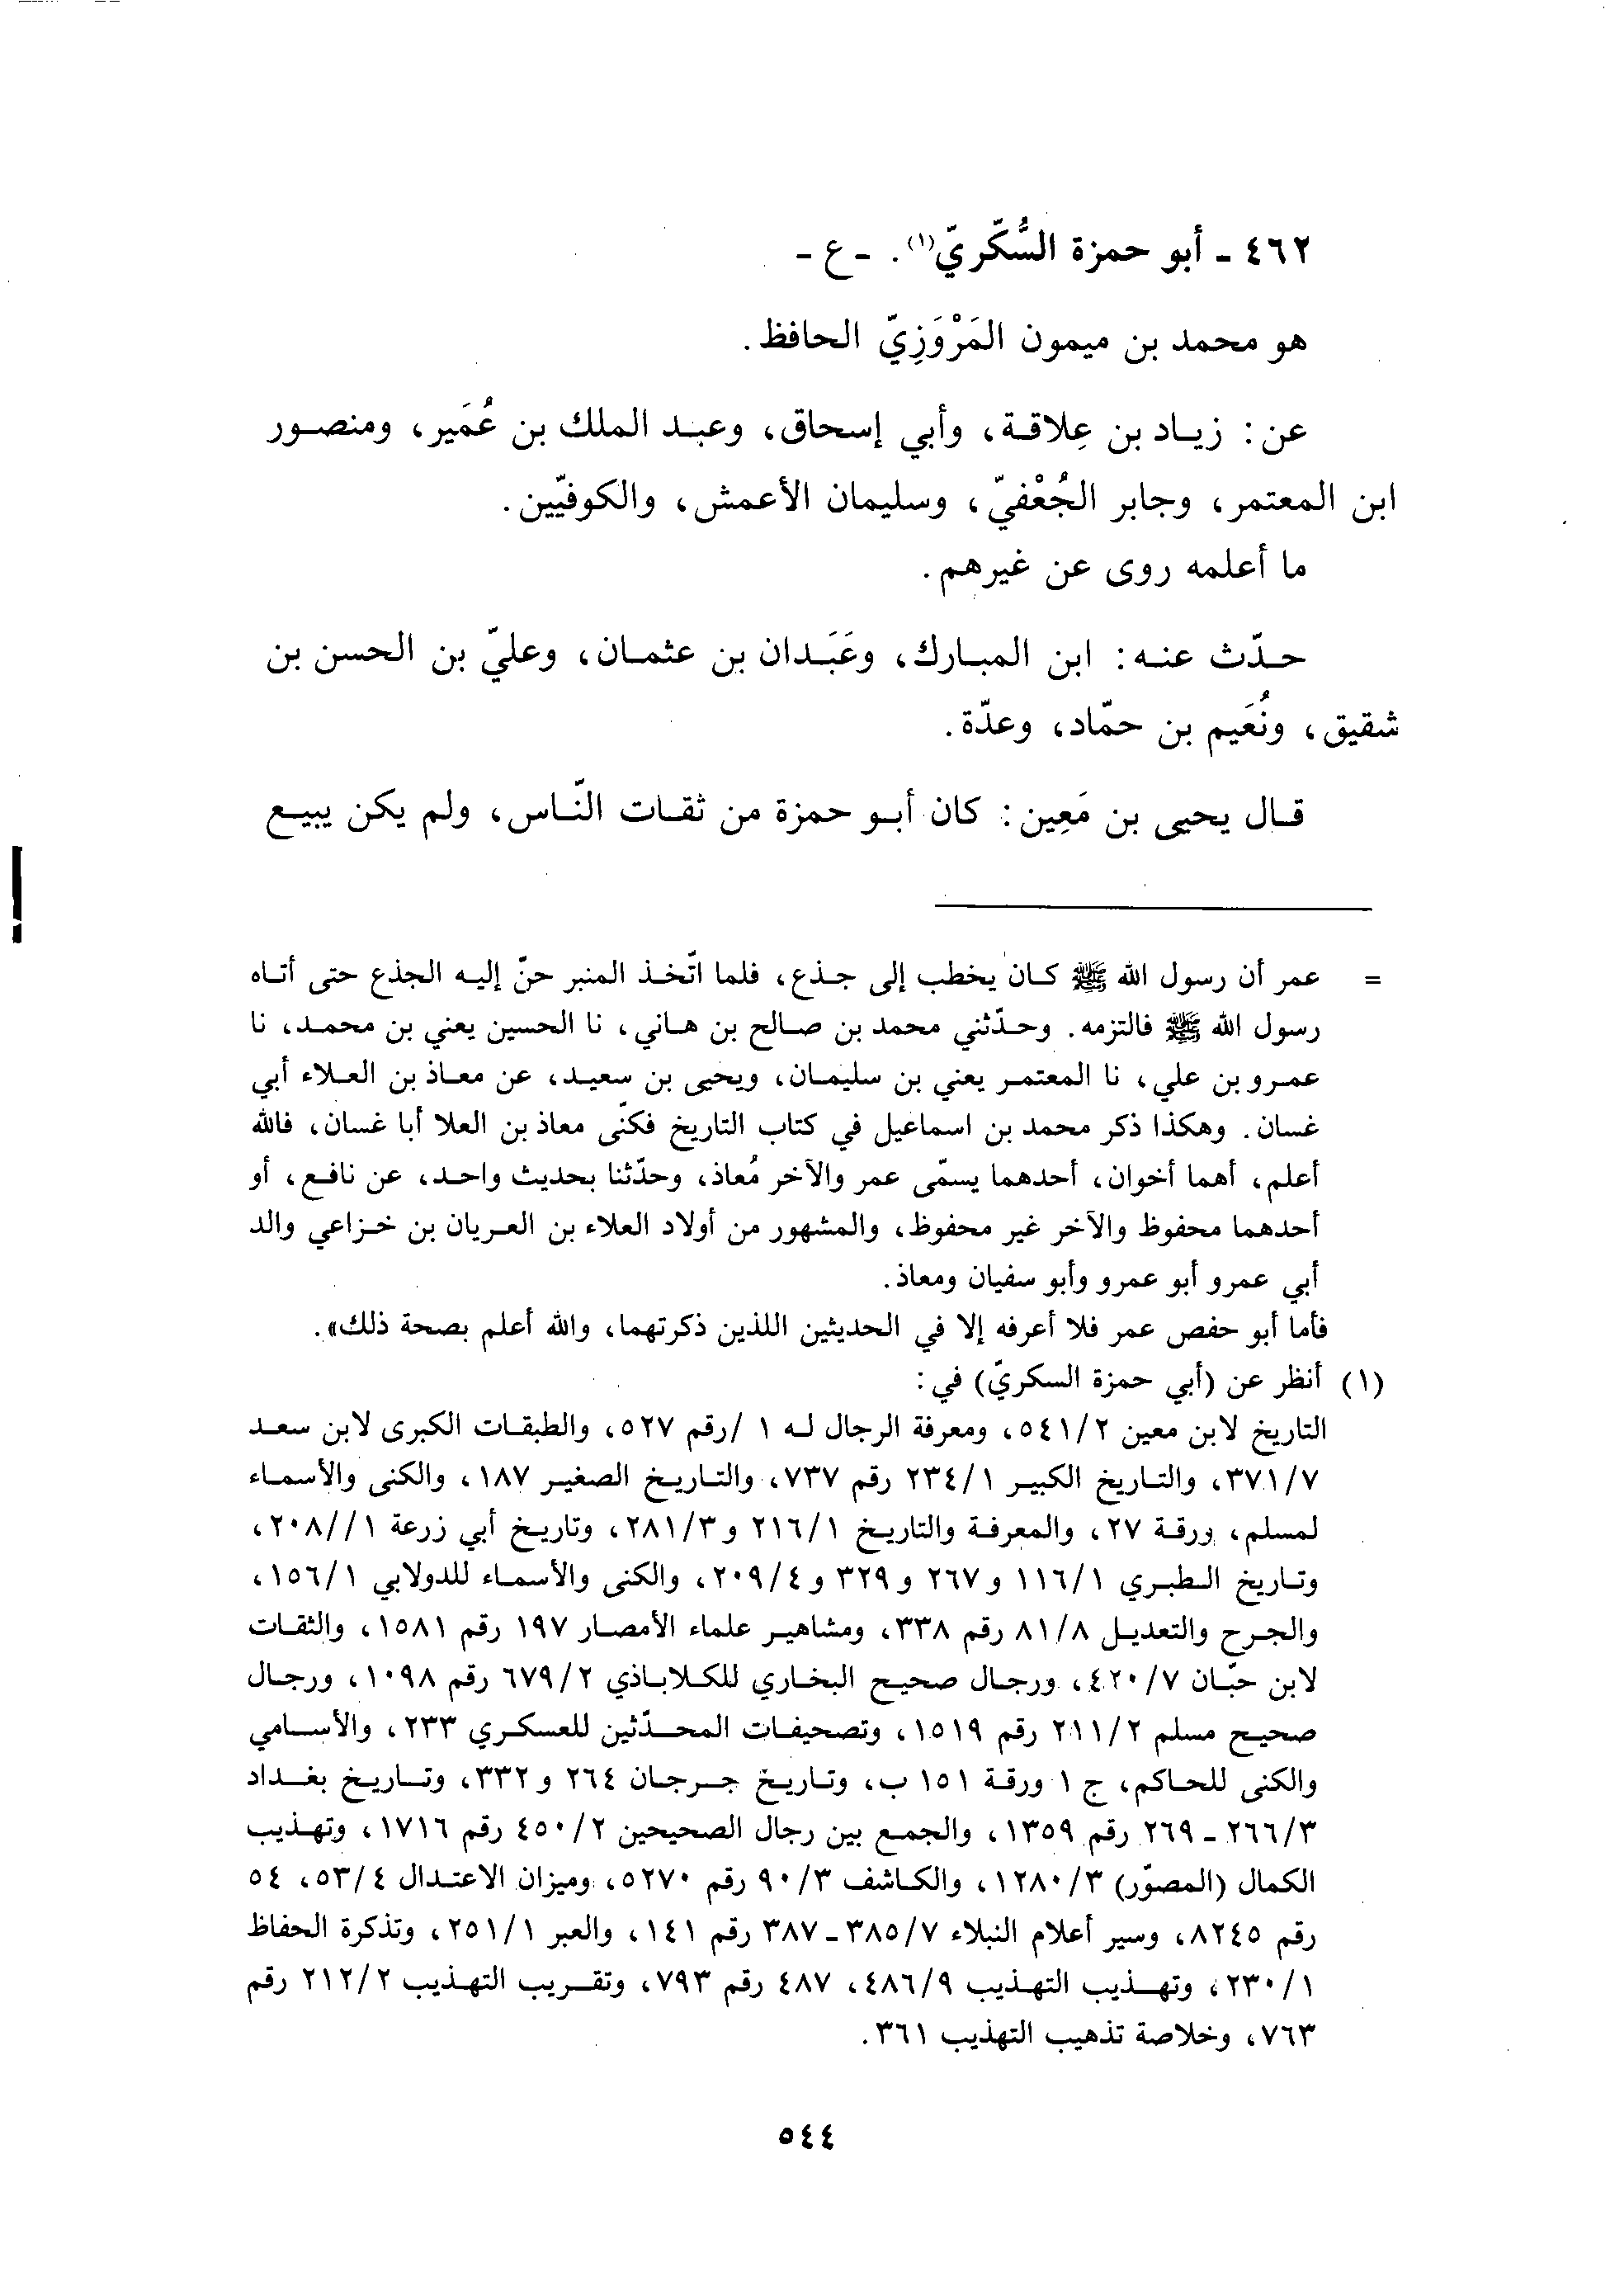 ٤٦٢ - أبو حمزة السُّكّريّ(١). - ع -
هو محمد بن ميمون المَرْوَزِيّ الحافظ.
عن: زياد بن عِلاقة، وأبي إسحاق، وعبد الملك بن عُمَير، ومنصور
ابن المعتمر، وجابر الجُعْفيّ، وسليمان الأعمش، والكوفيّين.
ما أعلمه روى عن غيرهم.
حدّث عنه: ابن المبارك، وعَبَدان بن عثمان، وعليّ بن الحسن بن
شقيق، ونُعَيم بن حمّاد، وعدّة.
قال يحيى بن مَعِين: كان أبو حمزة من ثقات النّاس، ولم يكن يبيع
= عمر أن رسول الله ﷺ كان يخطب إلى جذع، فلما اتّخذ المنبر حنّ إليه الجذع حتى أتاه
رسول الله ﷺ فالتزمه. وحدّثني محمد بن صالح بن هاني، نا الحسين يعني بن محمد، نا
عمرو بن علي، نا المعتمر يعني بن سليمان، ويحيى بن سعيد، عن معاذ بن العلاء أبي
غسان. وهكذا ذكر محمد بن اسماعيل في كتاب التاريخ فكنّى معاذ بن العلا أبا غسان، فالله
أعلم، أهما أخوان، أحدهما يسمّى عمر والآخر مُعاذ، وحدّثنا بحديث واحد، عن نافع، أو
أحدهما محفوظ والآخر غير محفوظ، والمشهور من أولاد العلاء بن العريان بن خزاعي والد
أبي عمرو أبو عمرو وأبو سفيان ومعاذ.
فأما أبو حفص عمر فلا أعرفه إلا في الحديثين اللذين ذكرتهما، والله أعلم بصحة ذلك».
(١) أنظر عن (أبي حمزة السكريّ) في:
التاريخ لابن معين ٥٤١/٢، ومعرفة الرجال له ١ /رقم ٥٢٧، والطبقات الكبرى لابن سعد
٣٧١/٧، والتاريخ الكبير ٢٣٤/١ رقم ٧٣٧، والتاريخ الصغير ١٨٧، والكنى والأسماء
لمسلم، ورقة ٢٧، والمعرفة والتاريخ ٢١٦/١ و٢٨١/٣، وتاريخ أبي زرعة ٢٠٨//١،
وتاريخ الطبري ١١٦/١ و٢٦٧ و٣٢٩ و٢٠٩/٤، والكنى والأسماء للدولابي ١٥٦/١،
والجرح والتعديل ٨١/٨ رقم ٣٣٨، ومشاهير علماء الأمصار ١٩٧ رقم ١٥٨١، والثقات
لابن حبّان ٤٢٠/٧، ورجال صحيح البخاري للكلاباذي ٦٧٩/٢ رقم ١٠٩٨، ورجال
صحيح مسلم ٢١١/٢ رقم ١٥١٩، وتصحيفات المحدّثين للعسكري ٢٣٣، والأسامي
والكنى للحاكم، ج ١ ورقة ١٥١ ب، وتاريخ جرجان ٢٦٤ و٣٣٢، وتاريخ بغداد
٢٦٦/٣ - ٢٦٩ رقم ١٣٥٩، والجمع بين رجال الصحيحين ٤٥٠/٢ رقم ١٧١٦، وتهذيب
الكمال (المصوّر) ١٢٨٠/٣، والكاشف ٩٠/٣ رقم ٥٢٧٠، وميزان الاعتدال ٥٣/٤، ٥٤
رقم ٨٢٤٥، وسير أعلام النبلاء ٣٨٥/٧ - ٣٨٧ رقم ١٤١، والعبر ٢٥١/١، وتذكرة الحفاظ
٢٣٠/١، وتهذيب التهذيب ٤٨٦/٩، ٤٨٧ رقم ٧٩٣، وتقريب التهذيب ٢١٢/٢ رقم
٧٦٣، وخلاصة تذهيب التهذيب ٣٦١.
٥٤٤